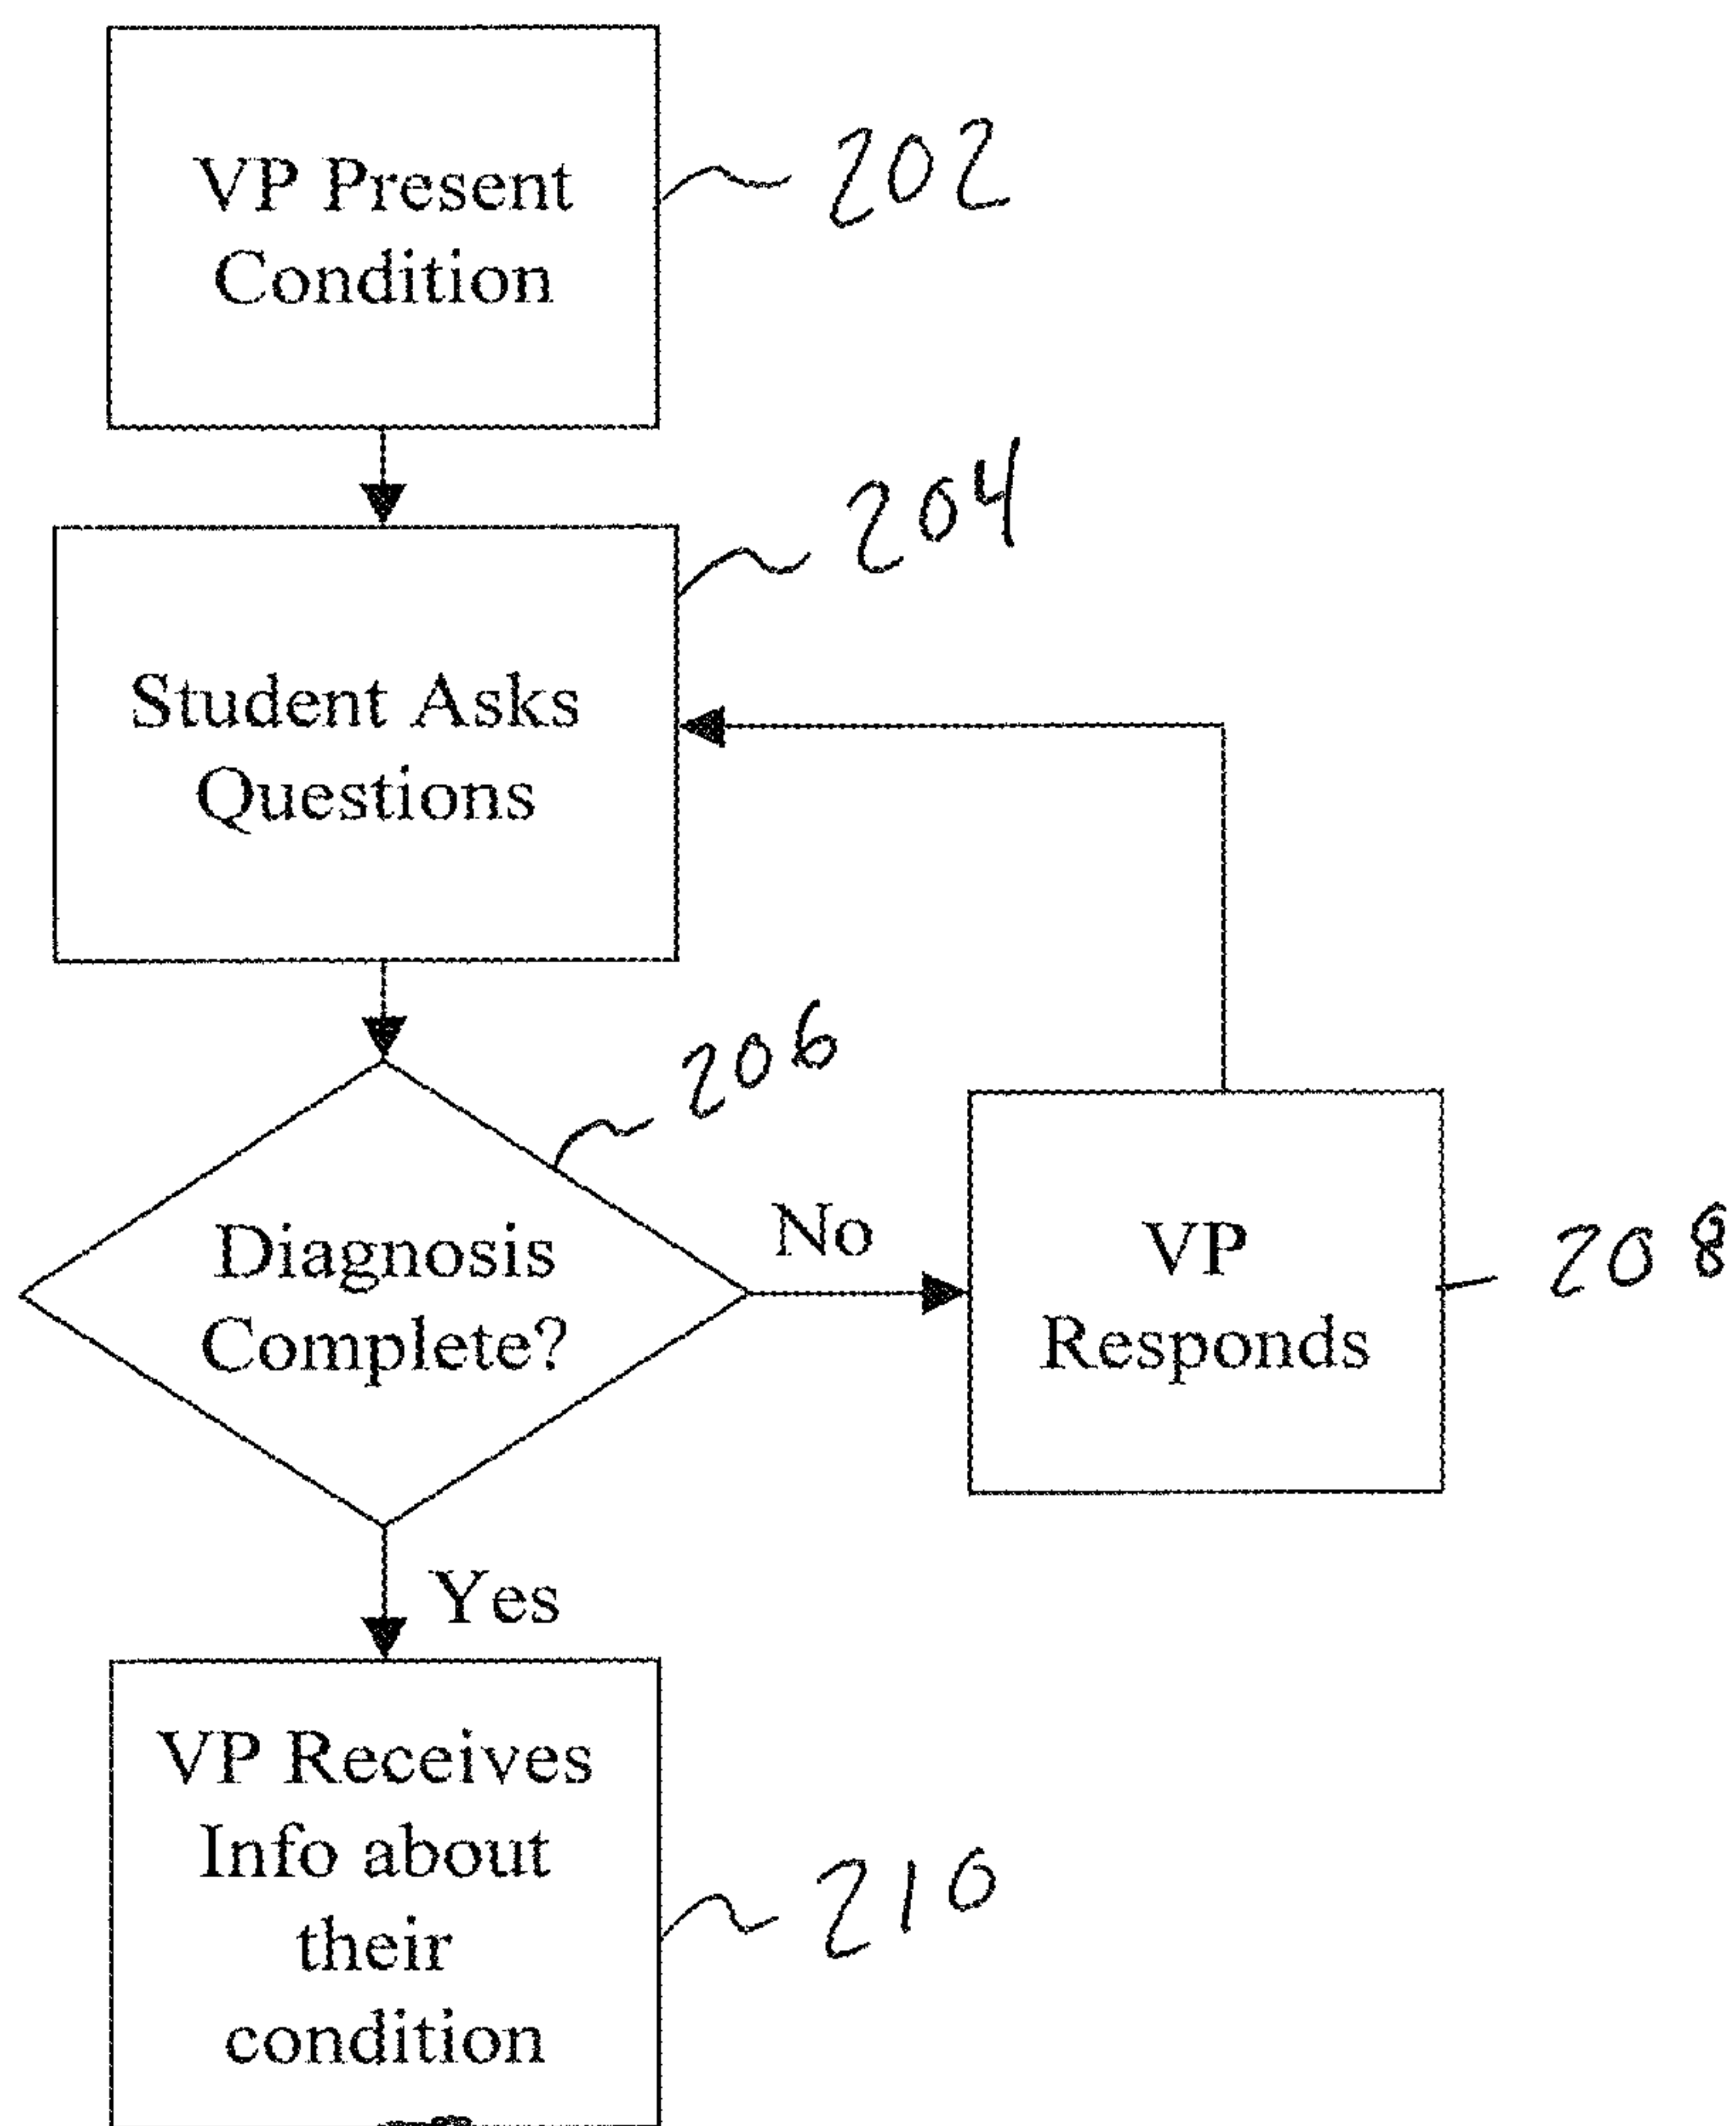 VP Present
Condition
202
204
Student Asks
Questions
206
Diagnosis
Complete?
No
VP
Responds
208
Yes
VP Receives
Info about
their
condition
210